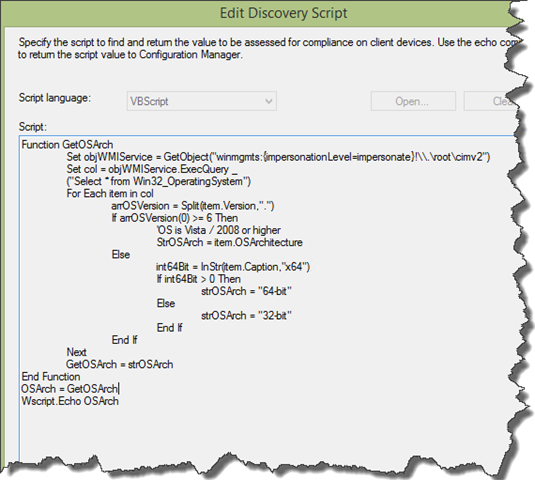 Edit Discovery Script
Specify the script to find and return the value to be assessed for compliance on client devices. Use the echo
to return the script value to Configuration Manager.
Script language:
VBScript
Open...
Script:
Function GetOSArch
Set objWMIService = GetObject("winmgmts:{impersonationLevel=impersonate}!\\.\root\cimv2")
Set col = objWMIService.ExecQuery _
("Select * from Win32_OperatingSystem")
For Each item in col
arrOSVersion = Split(item.Version,".")
If arrOSVersion(0) >= 6 Then
'OS is Vista / 2008 or higher
StrOSArch = item.OSArchitecture
Else
int64Bit = InStr(item.Caption,"x64")
If int64Bit > 0 Then
strOSArch = "64-bit"
Else
strOSArch = "32-bit"
End If
End If
Next
GetOSArch = strOSArch
End Function
OSArch = GetOSArch
Wscript.Echo OSArch